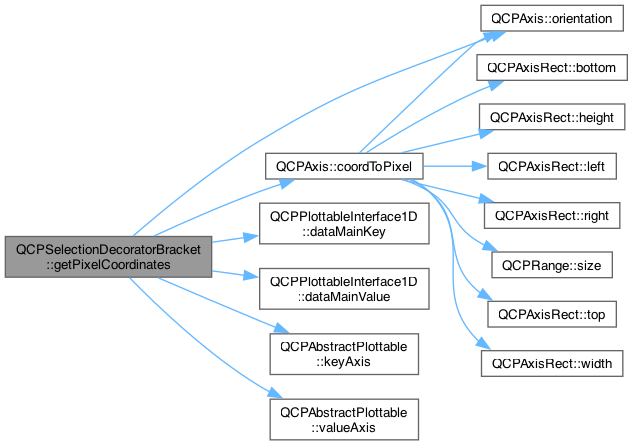 QCPSelectionDecoratorBracket
::getPixelCoordinates
QCPAxis::orientation
QCPAxis::coordToPixel
QCPAxisRect::bottom
QCPAxisRect::height
QCPAxisRect::left
QCPAxisRect::right
QCPRange::size
QCPAxisRect::top
QCPAxisRect::width
QCPPlottableInterface1D
::dataMainKey
QCPPlottableInterface1D
::dataMainValue
QCPAbstractPlottable
::keyAxis
QCPAbstractPlottable
::valueAxis